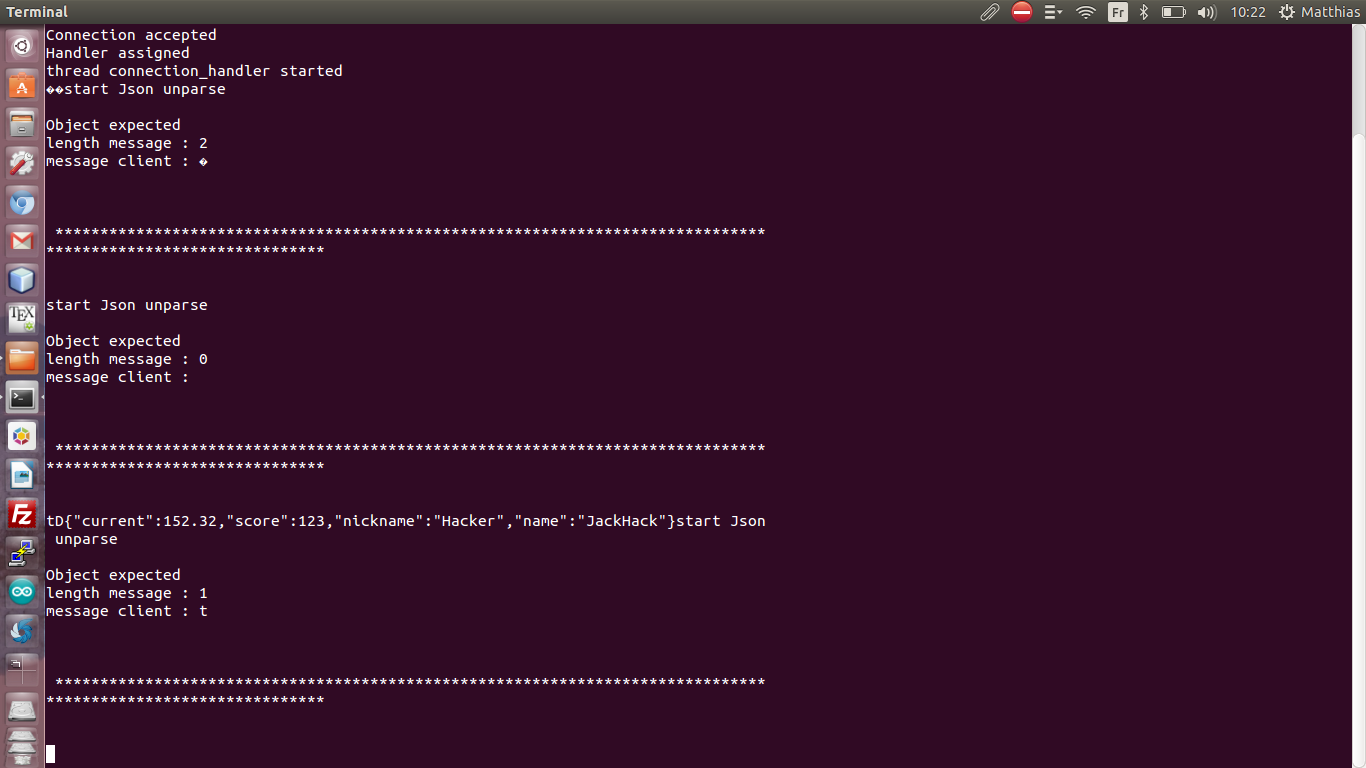 Terminal
Fr
10:22
Matthias
Connection accepted
Handler assigned
thread connection_handler started
��start Json unparse
Object expected
length message : 2
message client : �
*******************************************************************************
*******************************
start Json unparse
Object expected
length message : 0
message client :
*******************************************************************************
*******************************
tD{"current":152.32,"score":123,"nickname":"Hacker","name":"JackHack"}start Json
unparse
Object expected
length message : 1
message client : t
*******************************************************************************
*******************************
TEX
Fz